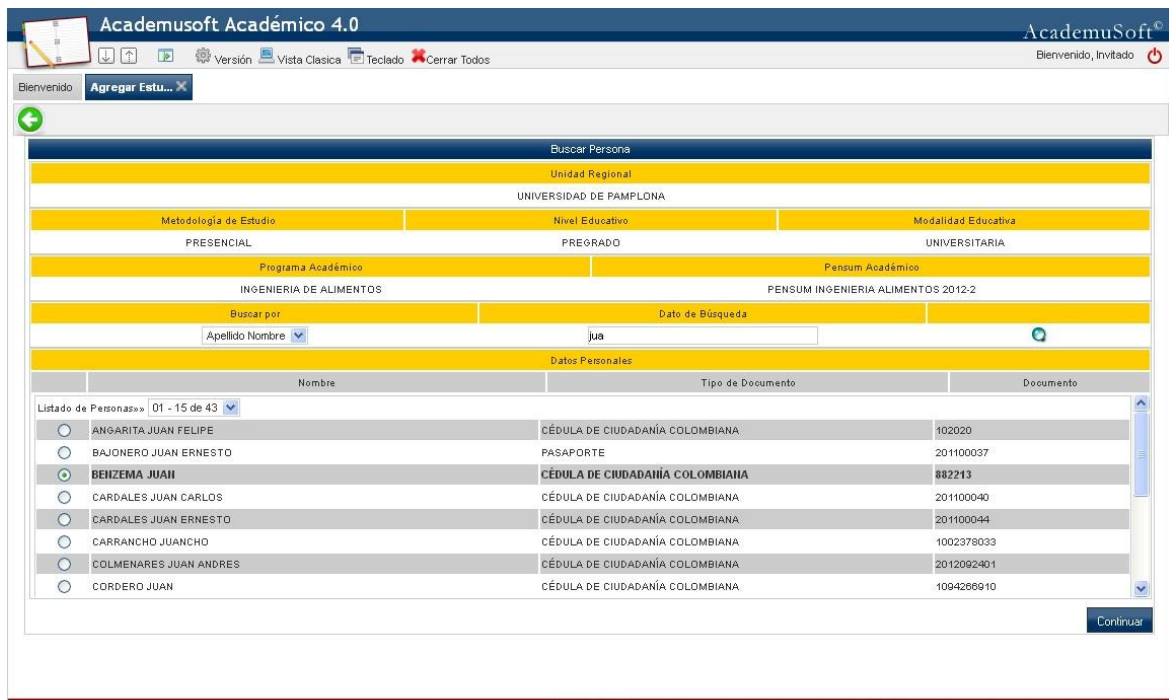 Academusoft Académico 4.0
AcademuSoft©
Versión Vista Clasica Teclado Cerrar Todos
Bienvenido, Invitado
Bienvenido Agregar Estu...
Buscar Persona
Unidad Regional
UNIVERSIDAD DE PAMPLONA
Metodología de Estudio Nivel Educativo Modalidad Educativa
PRESENCIAL PREGRADO UNIVERSITARIA
Programa Académico Pensum Académico
INGENIERIA DE ALIMENTOS PENSUM INGENIERIA ALIMENTOS 2012-2
Buscar por Dato de Búsqueda
Apellido Nombre jua
Datos Personales
Nombre Tipo de Documento Documento
Listado de Personas»» 01 - 15 de 43
ANGARITA JUAN FELIPE CÉDULA DE CIUDADANÍA COLOMBIANA 102020
BAJONERO JUAN ERNESTO PASAPORTE 201100037
BENZEMA JUAN CÉDULA DE CIUDADANÍA COLOMBIANA 882213
CARDALES JUAN CARLOS CÉDULA DE CIUDADANÍA COLOMBIANA 201100040
CARDALES JUAN ERNESTO CÉDULA DE CIUDADANÍA COLOMBIANA 201100044
CARRANCHO JUANCHO CÉDULA DE CIUDADANÍA COLOMBIANA 1002378033
COLMENARES JUAN ANDRES CÉDULA DE CIUDADANÍA COLOMBIANA 2012092401
CORDERO JUAN CÉDULA DE CIUDADANÍA COLOMBIANA 1094266910
Continuar